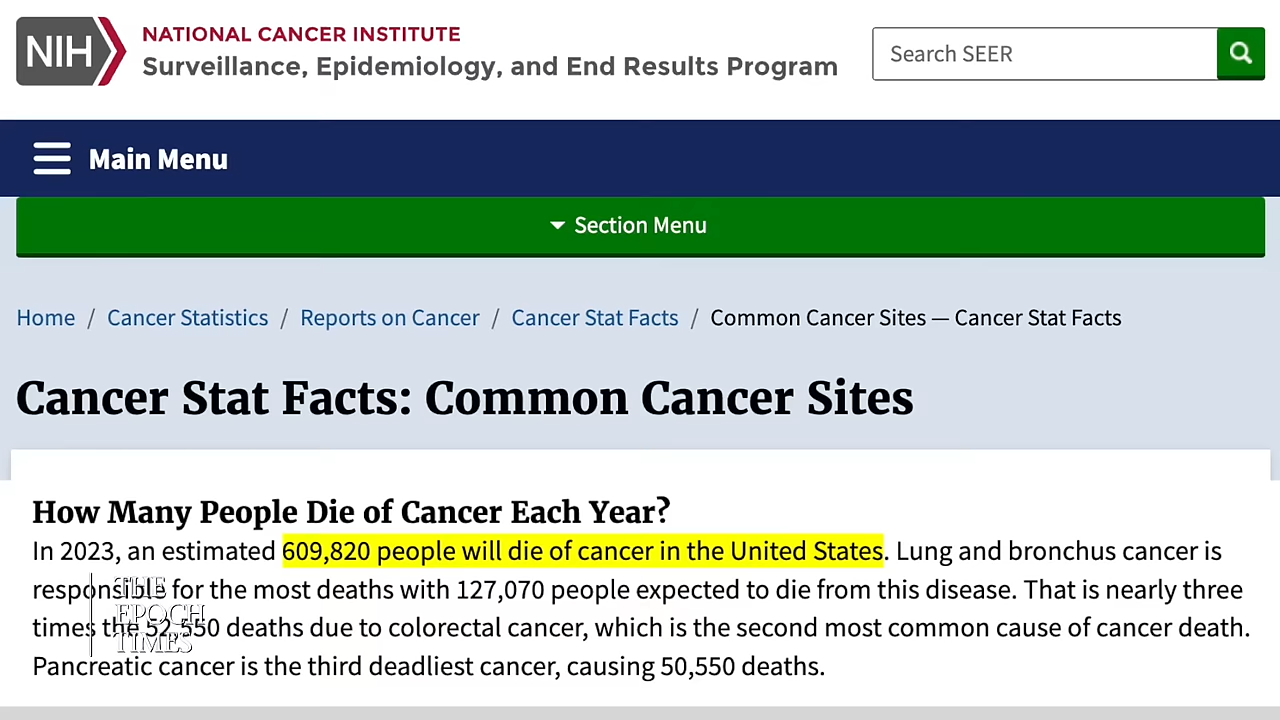 NIH
NATIONAL CANCER INSTITUTE
Surveillance, Epidemiology, and End Results Program
Search SEER
Main Menu
Section Menu
Home / Cancer Statistics / Reports on Cancer / Cancer Stat Facts / Common Cancer Sites — Cancer Stat Facts
Cancer Stat Facts: Common Cancer Sites
How Many People Die of Cancer Each Year?
In 2023, an estimated 609,820 people will die of cancer in the United States. Lung and bronchus cancer is
responsible for the most deaths with 127,070 people expected to die from this disease. That is nearly three
times the 52,550 deaths due to colorectal cancer, which is the second most common cause of cancer death.
Pancreatic cancer is the third deadliest cancer, causing 50,550 deaths.
THE
EPOCH
TIMES